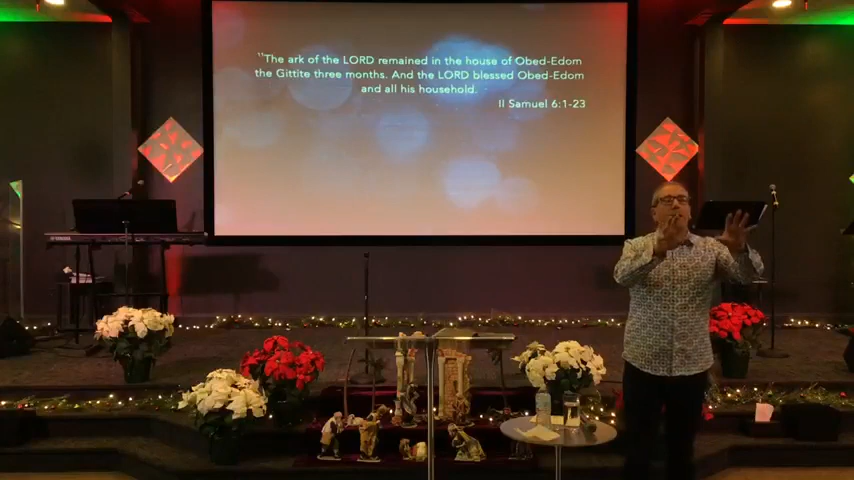 ¹¹The ark of the LORD remained in the house of Obed-Edom
the Gittite three months. And the LORD blessed Obed-Edom
and all his household.
II Samuel 6:1-23